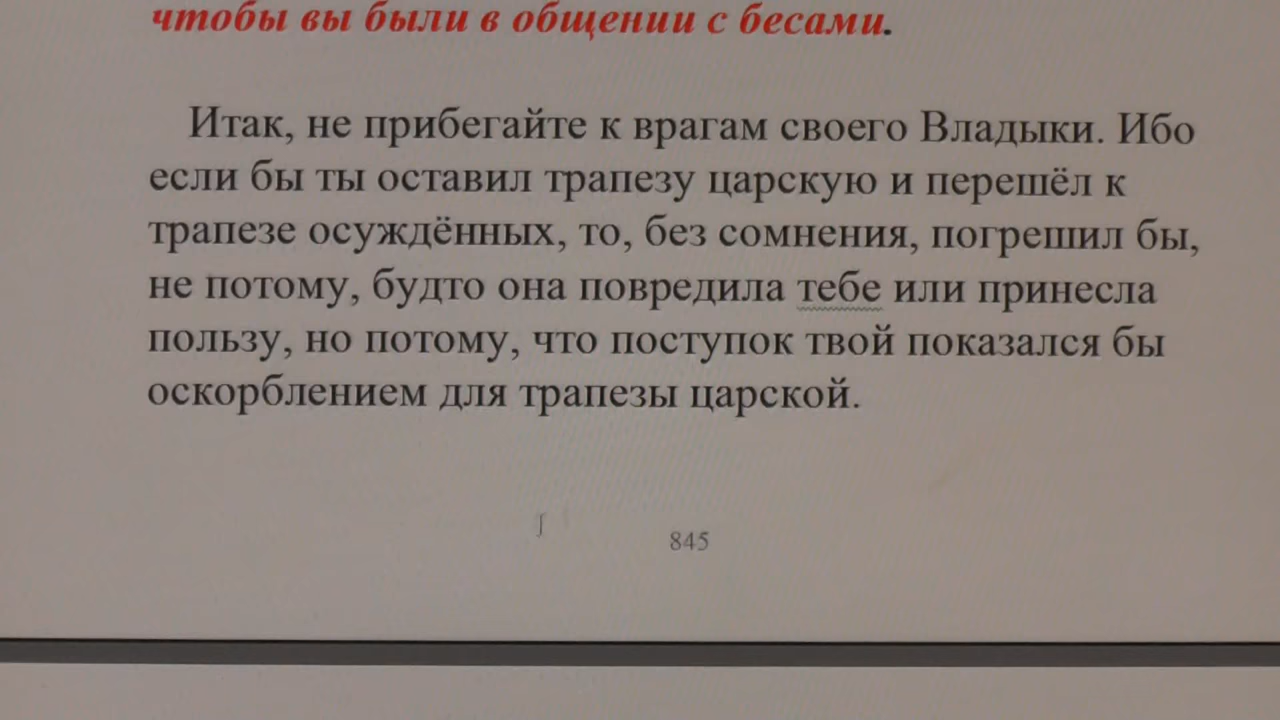 чтобы вы были в общении с бесами.
Итак, не прибегайте к врагам своего Владыки. Ибо
если бы ты оставил трапезу царскую и перешёл к
трапезе осуждённых, то, без сомнения, погрешил бы,
не потому, будто она повредила тебе или принесла
пользу, но потому, что поступок твой показался бы
оскорблением для трапезы царской.
845